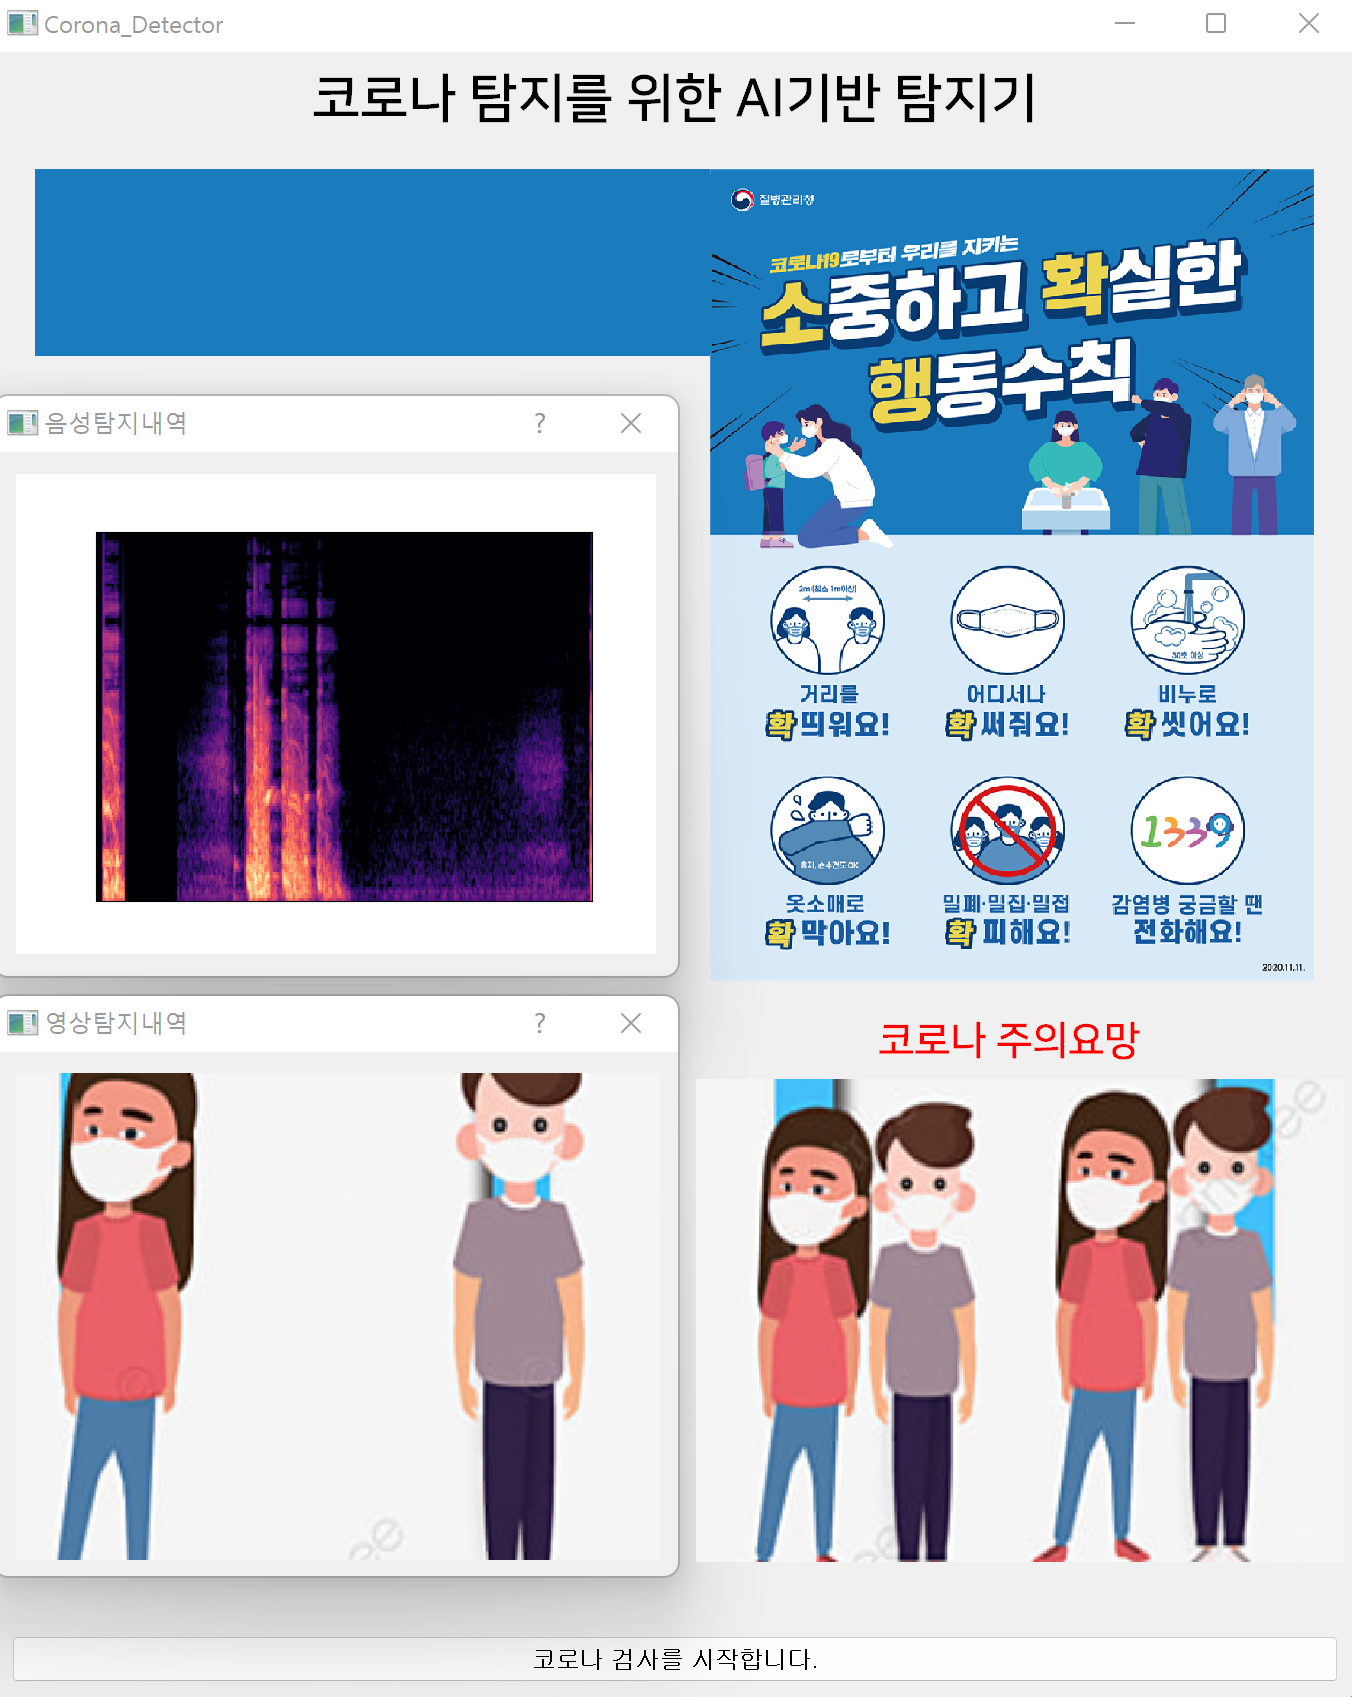 Corona_Detector
코로나 탐지를 위한 AI기반 탐지기
질병관리청
코로나19로부터 우리를 지키는
소중하고 확실한
행동수칙
음성탐지내역
?
2m(최소 1m이상)
30초 이상
거리를
확 띄워요!
어디서나
확 써줘요!
비누로
확 씻어요!
휴지, 손수건도 OK
1339
옷소매로
확 막아요!
밀폐·밀집·밀접
확 피해요!
감염병 궁금할 땐
전화해요!
2020.11.11.
영상탐지내역
?
코로나 주의요망
코로나 검사를 시작합니다.